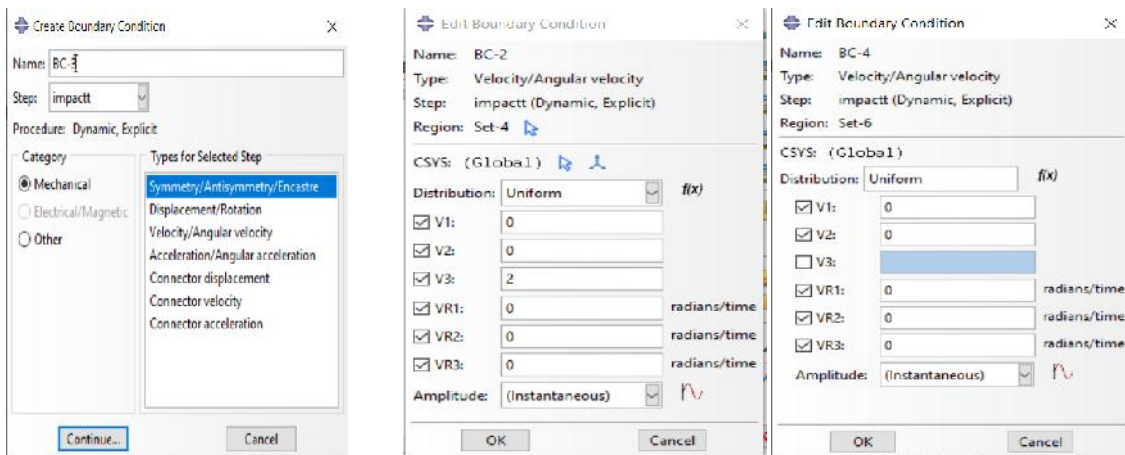 Create Boundary Condition
Name: BC-3
Step: impactt
Procedure: Dynamic, Explicit
Category
Mechanical
Electrical/Magnetic
Other
Types for Selected Step
Symmetry/Antisymmetry/Encastre
Displacement/Rotation
Velocity/Angular velocity
Acceleration/Angular acceleration
Connector displacement
Connector velocity
Connector acceleration
Continue...
Cancel
Edit Boundary Condition
Name: BC-2
Type: Velocity/Angular velocity
Step: impactt (Dynamic, Explicit)
Region: Set-4
CSYS: (Global)
Distribution: Uniform f(x)
V1: 0
V2: 0
V3: 2
VR1: 0 radians/time
VR2: 0 radians/time
VR3: 0 radians/time
Amplitude: (Instantaneous)
OK
Cancel
Edit Boundary Condition
Name: BC-4
Type: Velocity/Angular velocity
Step: impactt (Dynamic, Explicit)
Region: Set-6
CSYS: (Global)
Distribution: Uniform f(x)
V1: 0
V2: 0
V3:
VR1: 0 radians/time
VR2: 0 radians/time
VR3: 0 radians/time
Amplitude: (Instantaneous)
OK
Cancel